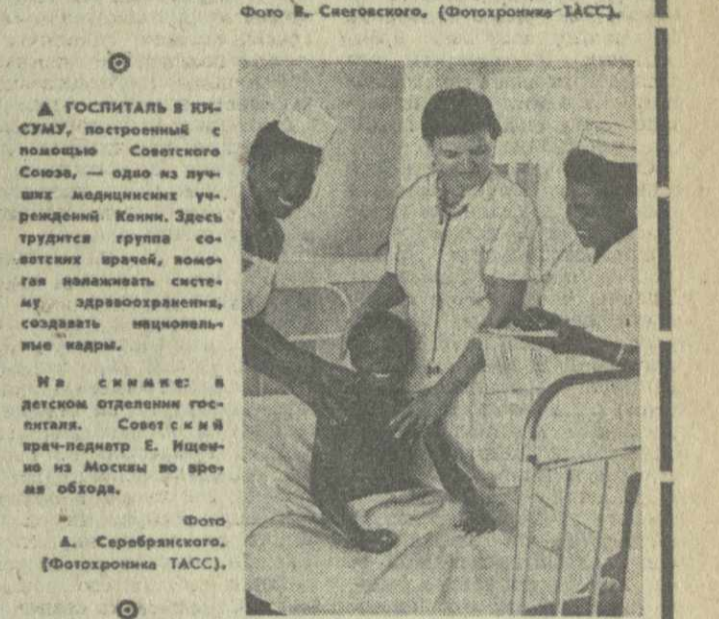 Фото В. Снеговского. (Фотохроника ТАСС).
▲ ГОСПИТАЛЬ В КИ-
СУМУ, построенный с
помощью Советского
Союза, — одно из луч-
ших медицинских уч-
реждений Кении. Здесь
трудится группа со-
ветских врачей, помо-
гая налаживать систе-
му здравоохранения,
создавать националь-
ные кадры.
На снимке: в
детском отделении гос-
питаля. Советский
врач-педиатр Е. Ищен-
ко из Москвы во вре-
мя обхода.
Фото
А. Серебрянского.
(Фотохроника ТАСС).